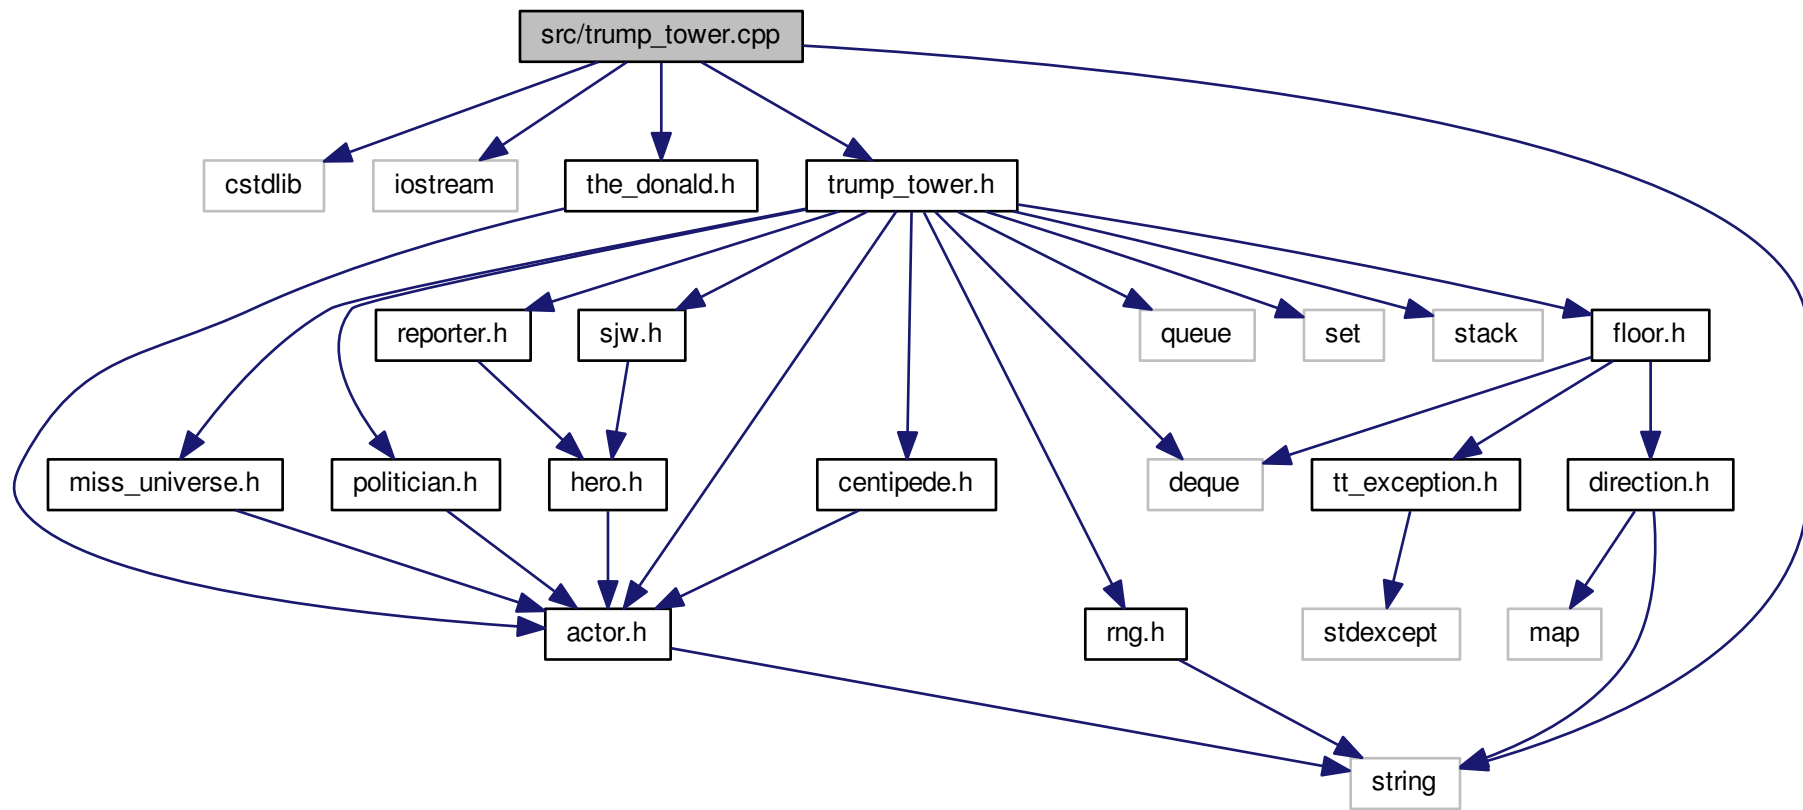 src/trump_tower.cpp
cstdlib
iostream
the_donald.h
trump_tower.h
reporter.h
sjw.h
queue
set
stack
floor.h
miss_universe.h
politician.h
hero.h
centipede.h
deque
tt_exception.h
direction.h
actor.h
rng.h
stdexcept
map
string